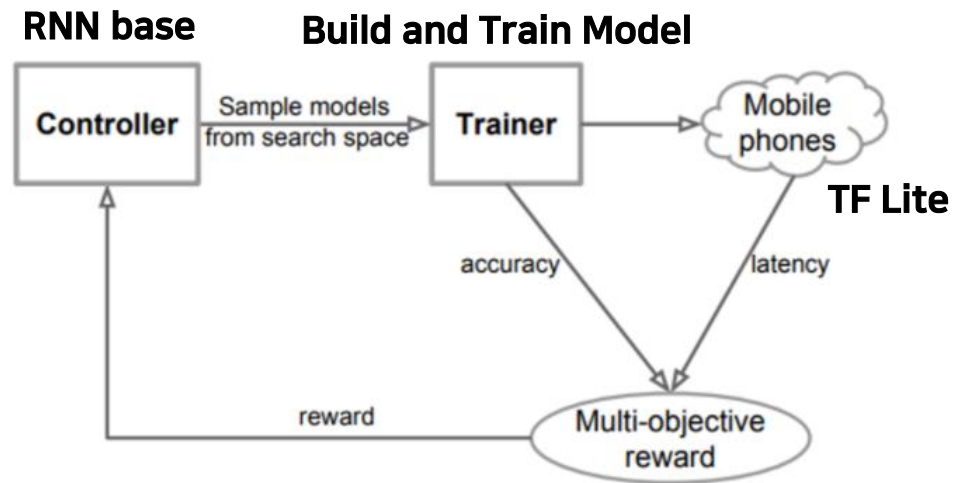 RNN base
Build and Train Model
Controller
Sample models
from search space
Trainer
Mobile
phones
TF Lite
accuracy
latency
reward
Multi-objective
reward